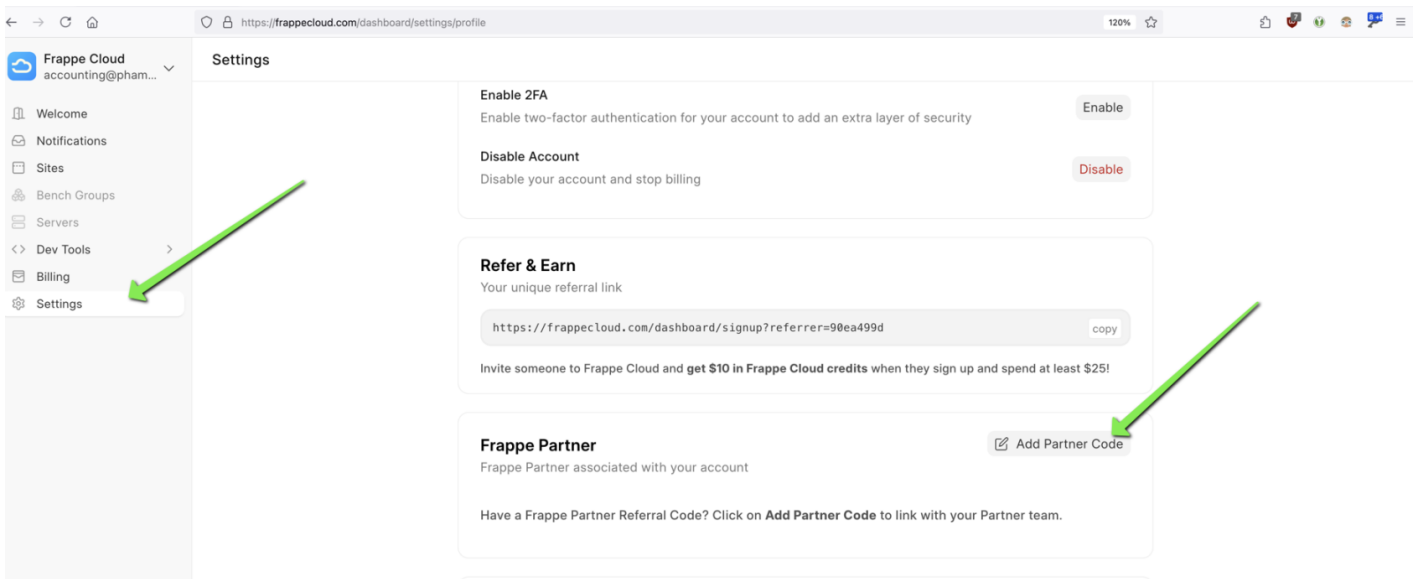 https://frappecloud.com/dashboard/settings/profile
120%
Frappe Cloud
accounting@pham...
Settings
Welcome
Notifications
Sites
Bench Groups
Servers
Dev Tools
Billing
Settings
Enable 2FA
Enable two-factor authentication for your account to add an extra layer of security
Enable
Disable Account
Disable your account and stop billing
Disable
Refer & Earn
Your unique referral link
https://frappecloud.com/dashboard/signup?referrer=90ea499d
copy
Invite someone to Frappe Cloud and get $10 in Frappe Cloud credits when they sign up and spend at least $25!
Frappe Partner
Add Partner Code
Frappe Partner associated with your account
Have a Frappe Partner Referral Code? Click on Add Partner Code to link with your Partner team.